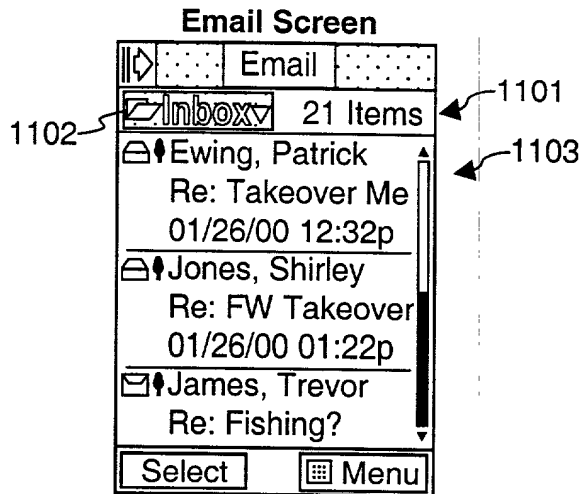 Email Screen
Email
Inbox 21 Items
1101
1102
1103
Ewing, Patrick
Re: Takeover Me
01/26/00 12:32p
Jones, Shirley
Re: FW Takeover
01/26/00 01:22p
James, Trevor
Re: Fishing?
Select Menu